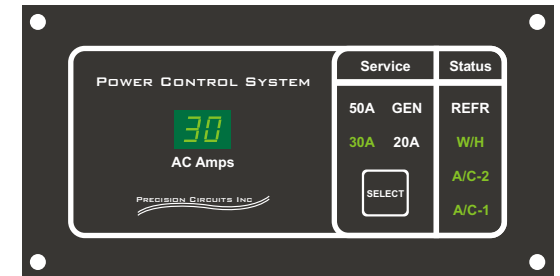 POWER CONTROL SYSTEM
30
AC Amps
PRECISION CIRCUITS INC
Service
50A GEN
30A 20A
SELECT
Status
REFR
W/H
A/C-2
A/C-1